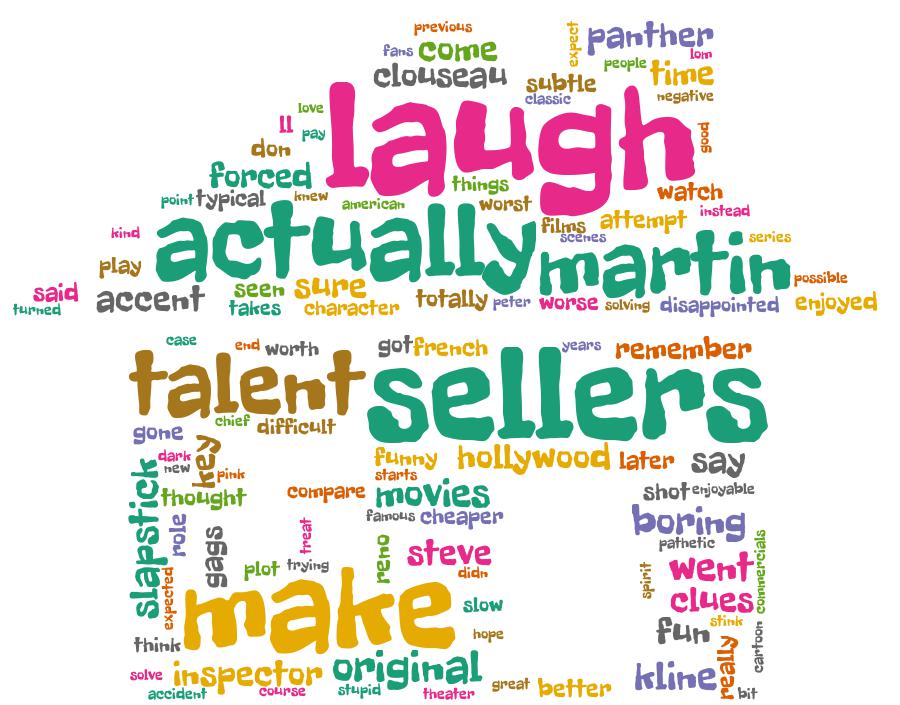 previous
fans come expect panther
clouseau people lom
subtle time
classic negative
love laugh
ll pay good
don
forced things
point typical knew american worst watch
actually films attempt instead
kind scenes martin series
play possible
said accent seen sure totally peter worse solving disappointed enjoyed
turned takes character
case end worth got french years remember
talent sellers
chief difficult
gone key funny hollywood later say
dark new pink starts
slapstick thought compare movies shot enjoyable
role famous cheaper boring
gags treat reno steve pathetic
plot trying didn spirit went commercials
expected make slow clues
think hope fun stink
solve inspector original kline really cartoon
accident course stupid theater great better bit